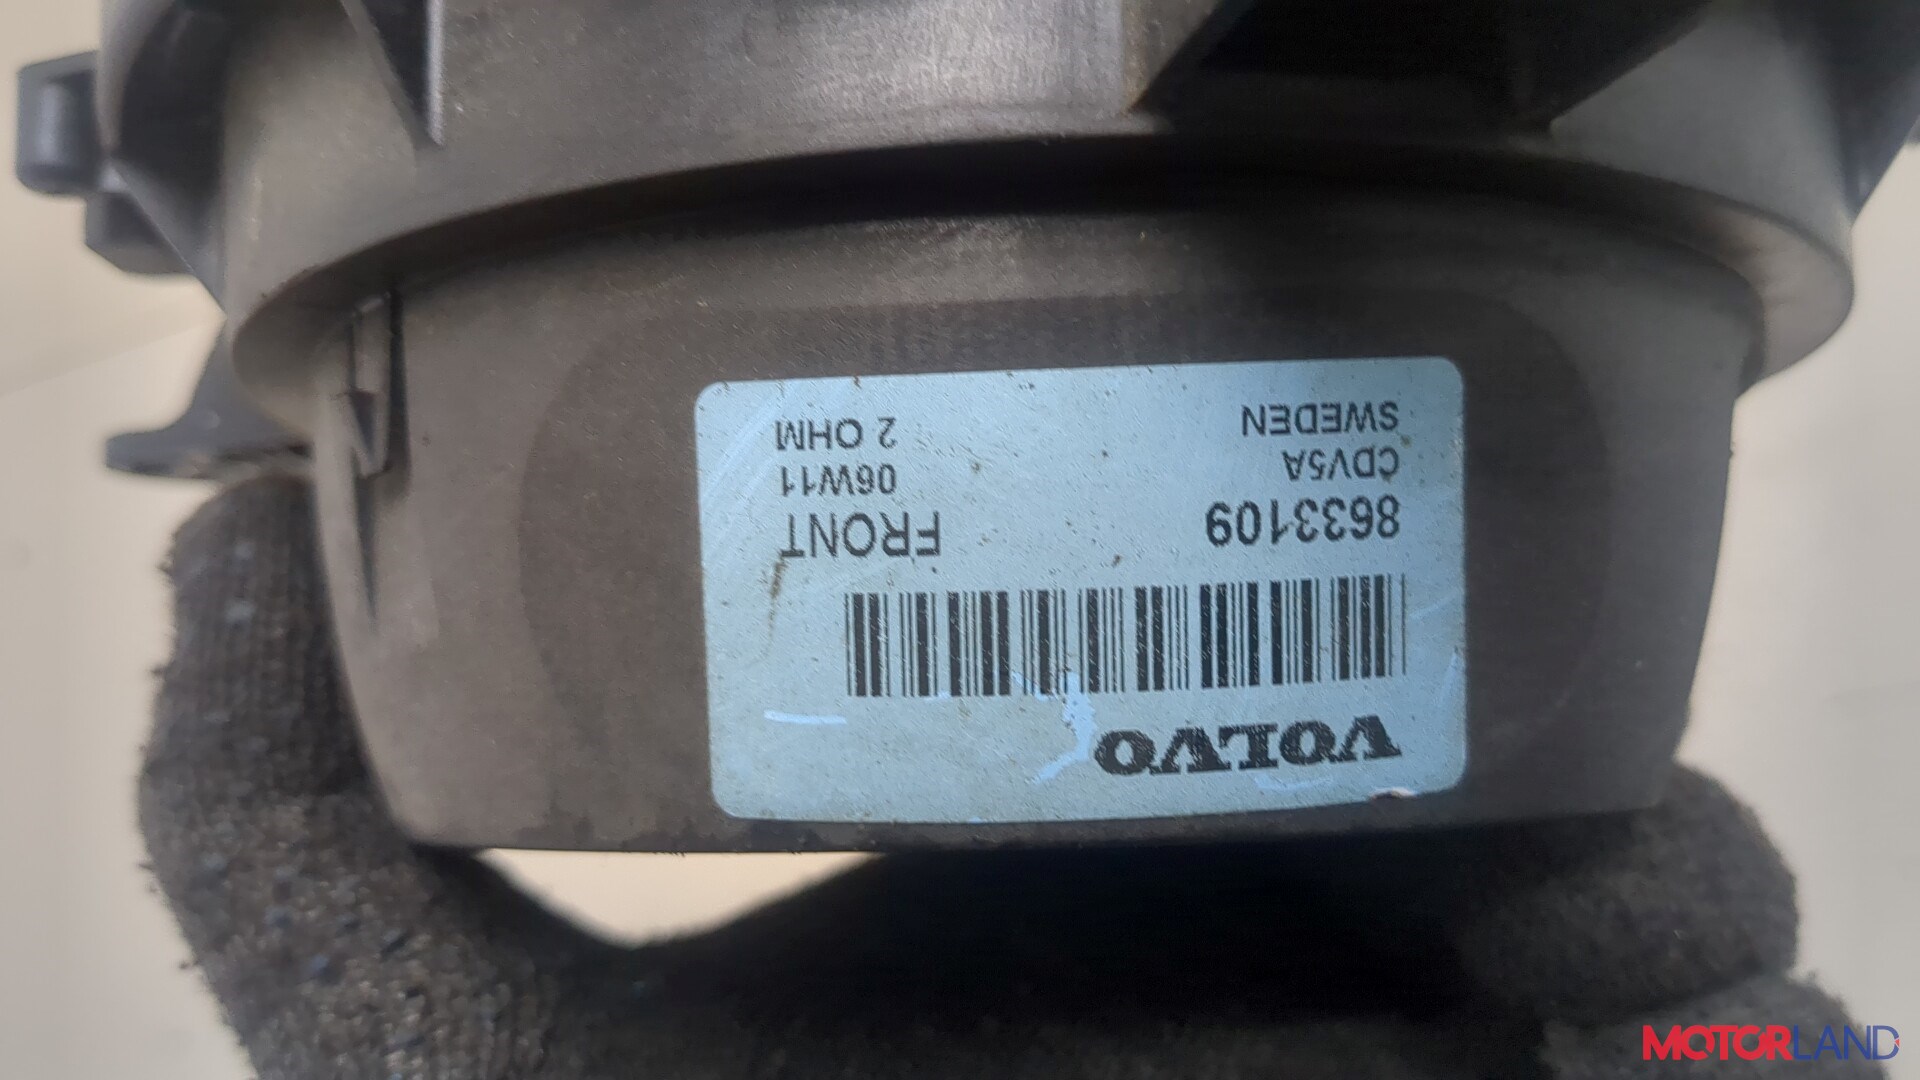 VOLVO
8633109 FRONT
CDV5A 06W11
SWEDEN 2 OHM
MOTORLAND